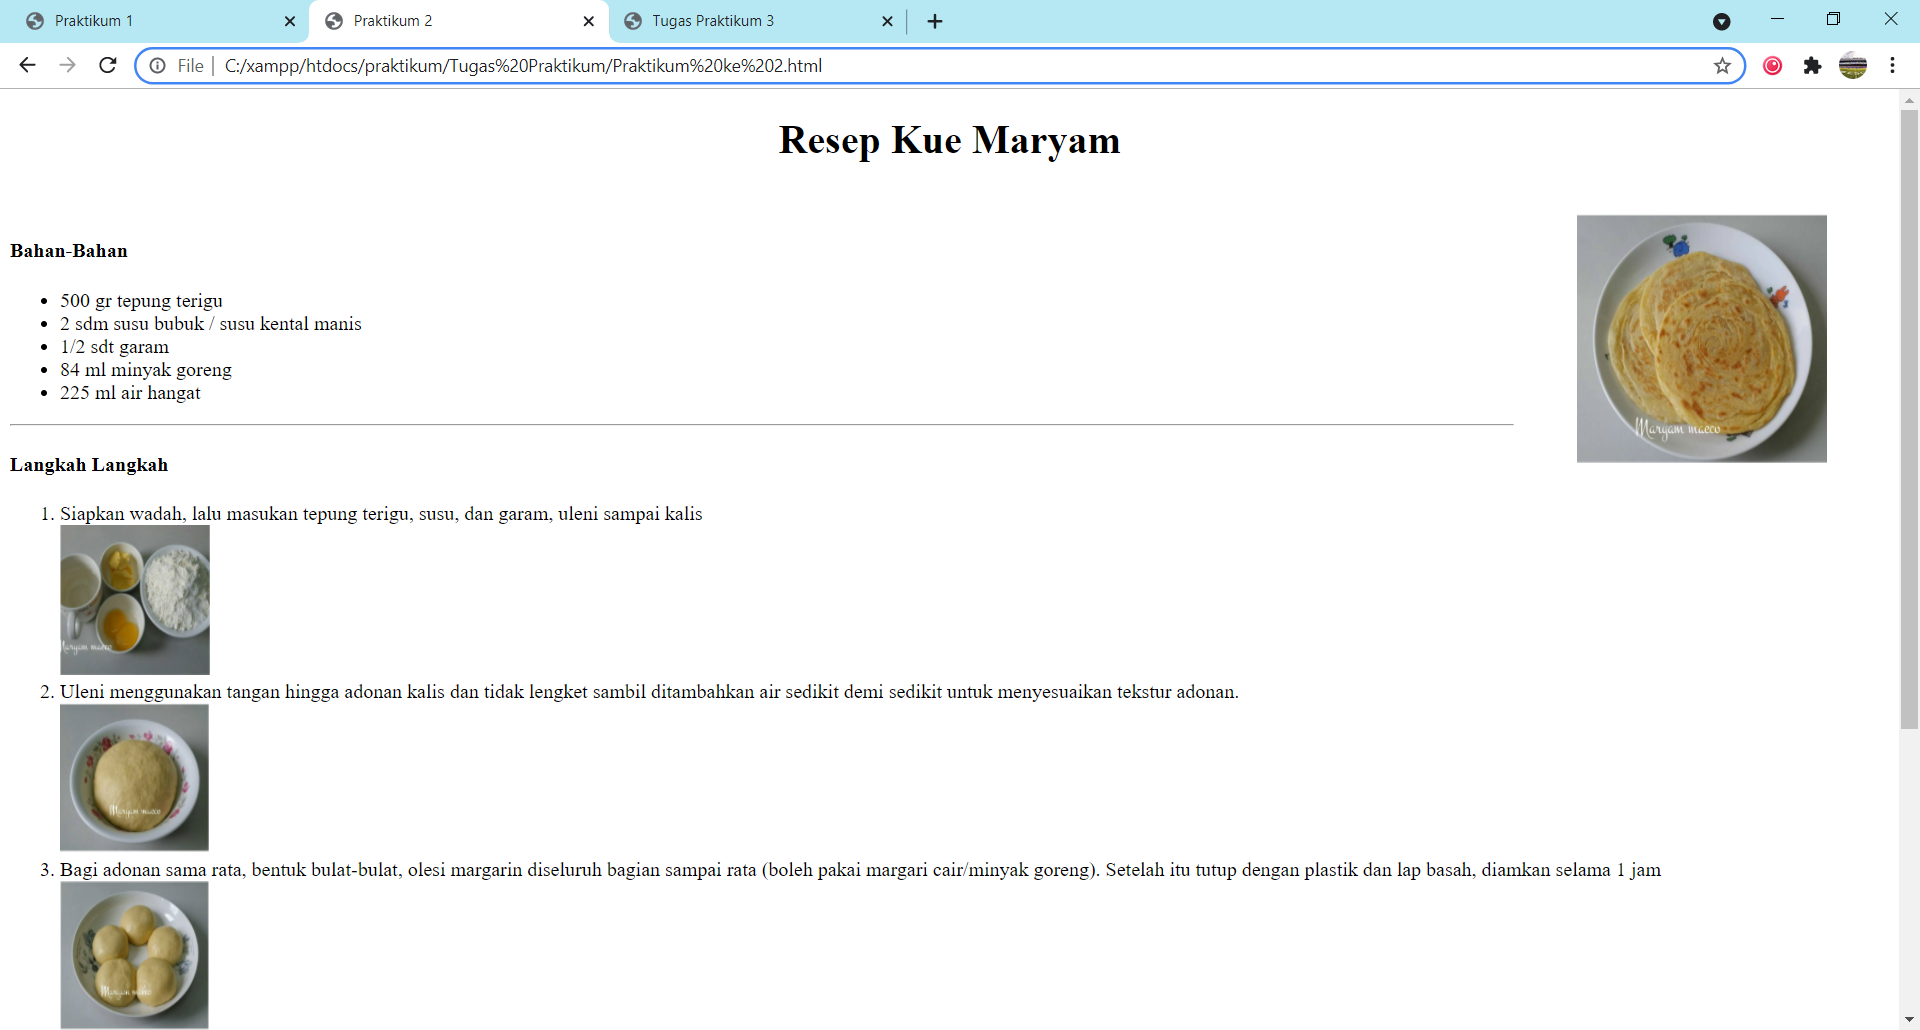 Praktikum 1
Praktikum 2
Tugas Praktikum 3
File | C:/xampp/htdocs/praktikum/Tugas%20Praktikum/Praktikum%20ke%202.html
Resep Kue Maryam
Bahan-Bahan
• 500 gr tepung terigu
• 2 sdm susu bubuk / susu kental manis
• 1/2 sdt garam
• 84 ml minyak goreng
• 225 ml air hangat
Maryam maeco
Langkah Langkah
1. Siapkan wadah, lalu masukan tepung terigu, susu, dan garam, uleni sampai kalis
Maryam maeco
2. Uleni menggunakan tangan hingga adonan kalis dan tidak lengket sambil ditambahkan air sedikit demi sedikit untuk menyesuaikan tekstur adonan.
Maryam maeco
3. Bagi adonan sama rata, bentuk bulat-bulat, olesi margarin diseluruh bagian sampai rata (boleh pakai margari cair/minyak goreng). Setelah itu tutup dengan plastik dan lap basah, diamkan selama 1 jam
Maryam maeco